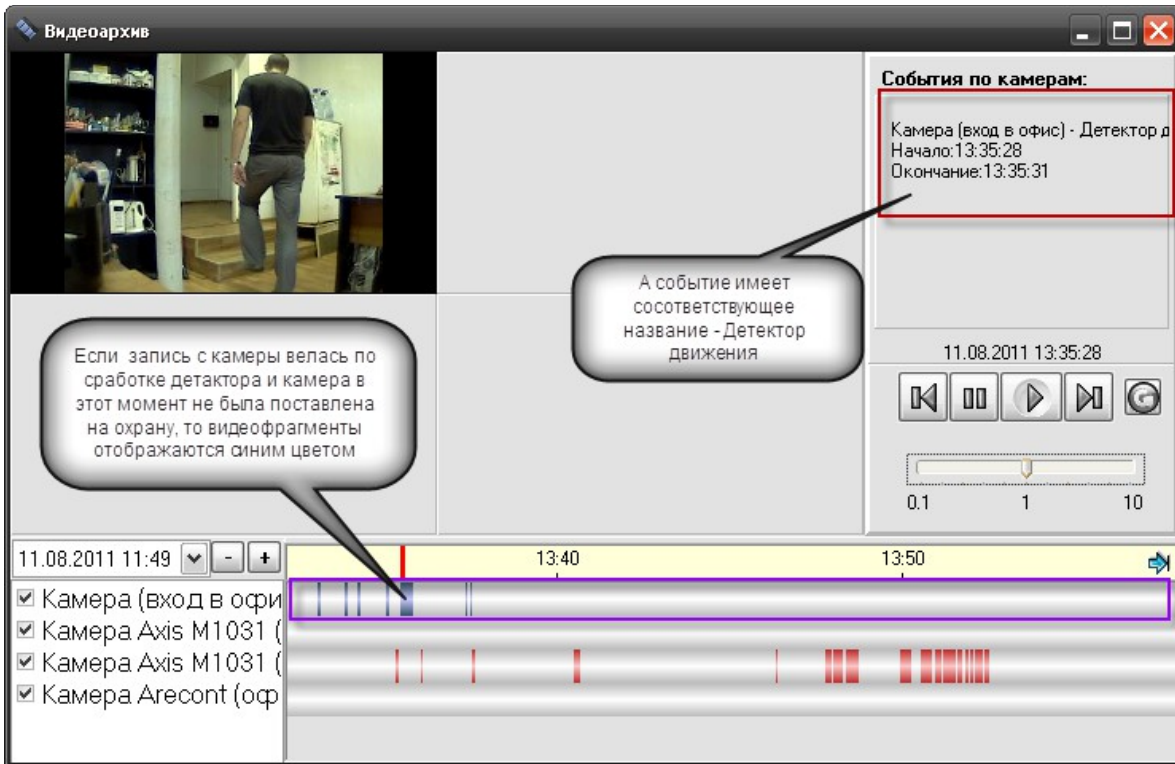 Видеоархив
События по камерам:
Камера (вход в офис) - Детектор д
Начало:13:35:28
Окончание:13:35:31
А событие имеет
сосответствующее
название - Детектор
движения
Если запись с камеры велась по
сработке детактора и камера в
этот момент не была поставлена
на охрану, то видеофрагменты
отображаются синим цветом
11.08.2011 13:35:28
0.1 1 10
11.08.2011 11:49 - +
13:40 13:50
Камера (вход в офи
Камера Axis M1031 (
Камера Axis M1031 (
Камера Arecont (оф